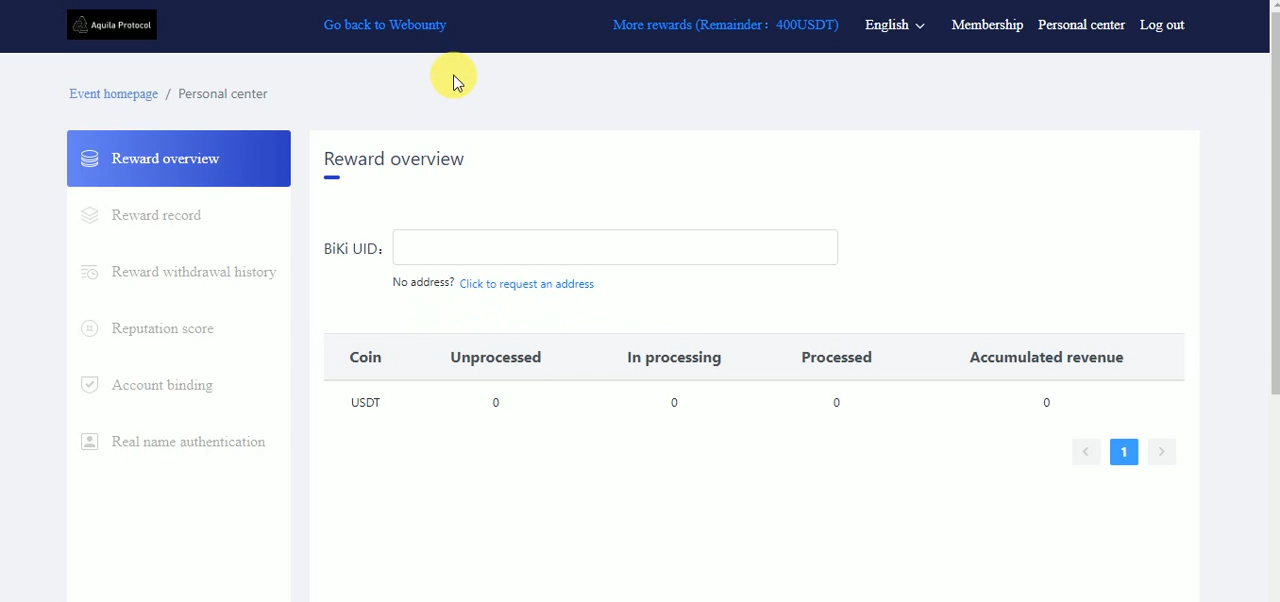 Aquila Protocol
Go back to Webounty
More rewards (Remainder：400USDT)
English
Membership
Personal center
Log out
Event homepage / Personal center
Reward overview
Reward record
Reward withdrawal history
Reputation score
Account binding
Real name authentication
Reward overview
BiKi UID：
No address? Click to request an address
Coin Unprocessed In processing Processed Accumulated revenue
USDT 0 0 0 0
< 1 >